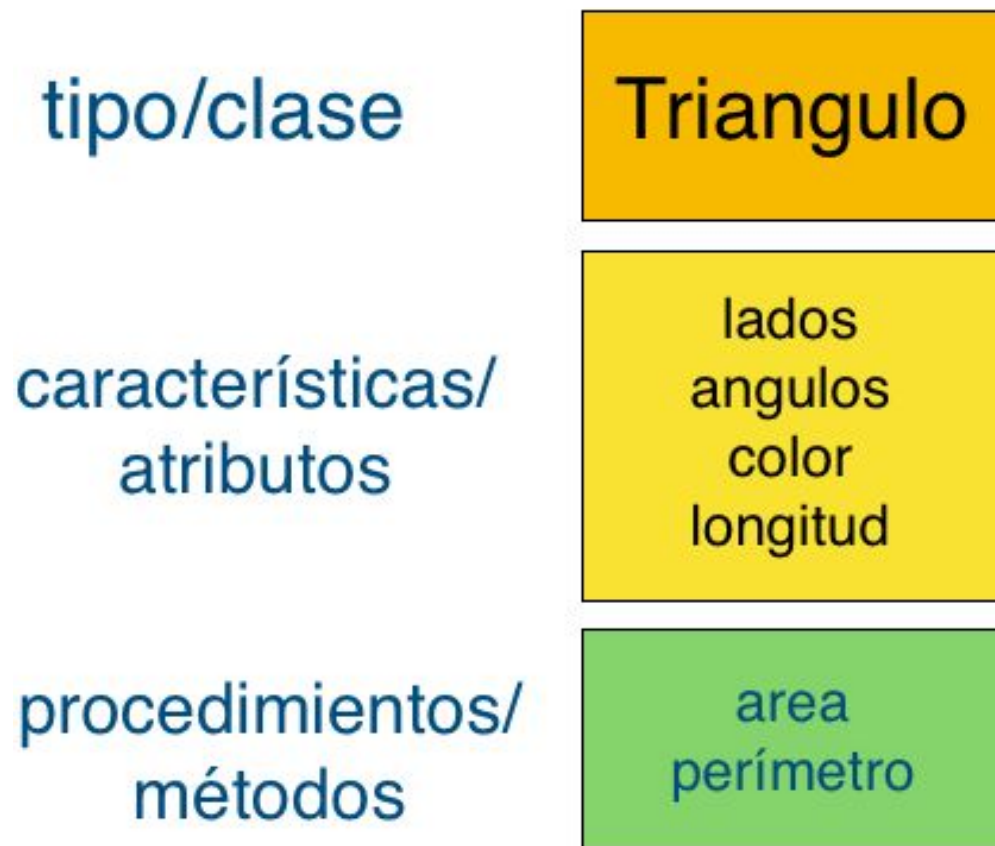 tipo/clase
Triangulo
características/
atributos
lados
angulos
color
longitud
procedimientos/
métodos
area
perímetro